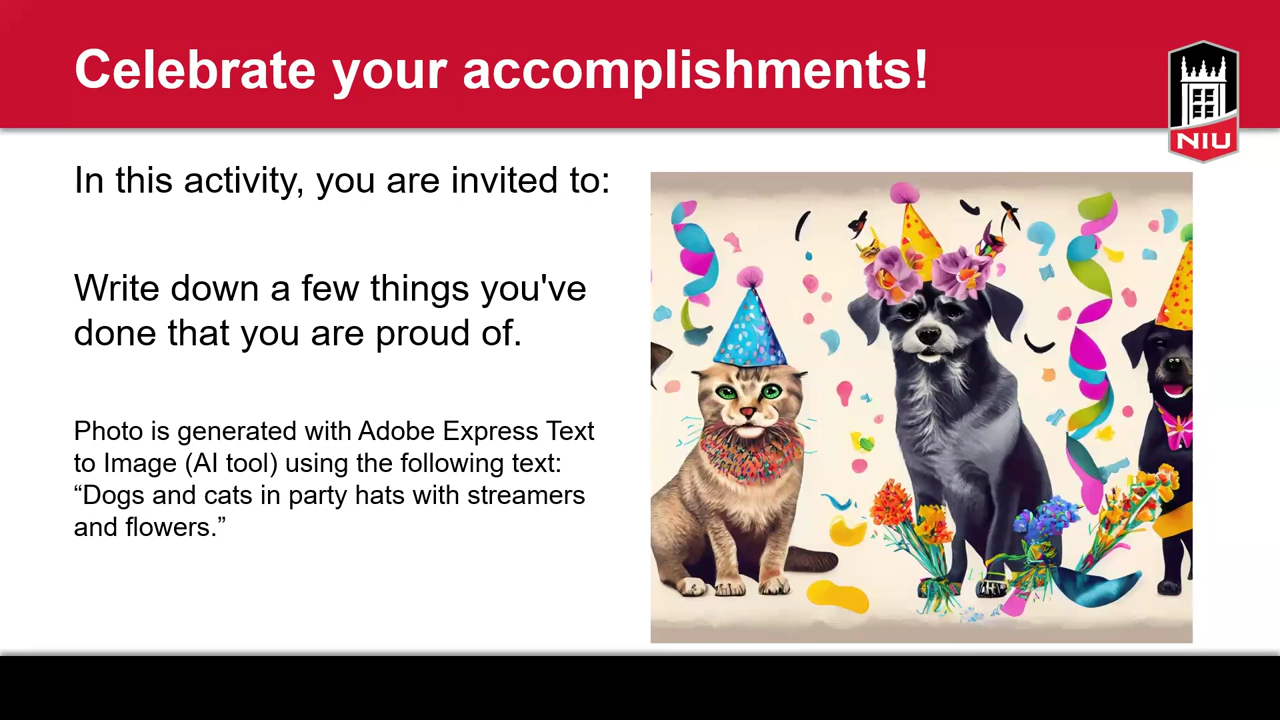 Celebrate your accomplishments!
NIU
In this activity, you are invited to:
Write down a few things you've
done that you are proud of.
Photo is generated with Adobe Express Text
to Image (AI tool) using the following text:
“Dogs and cats in party hats with streamers
and flowers.”